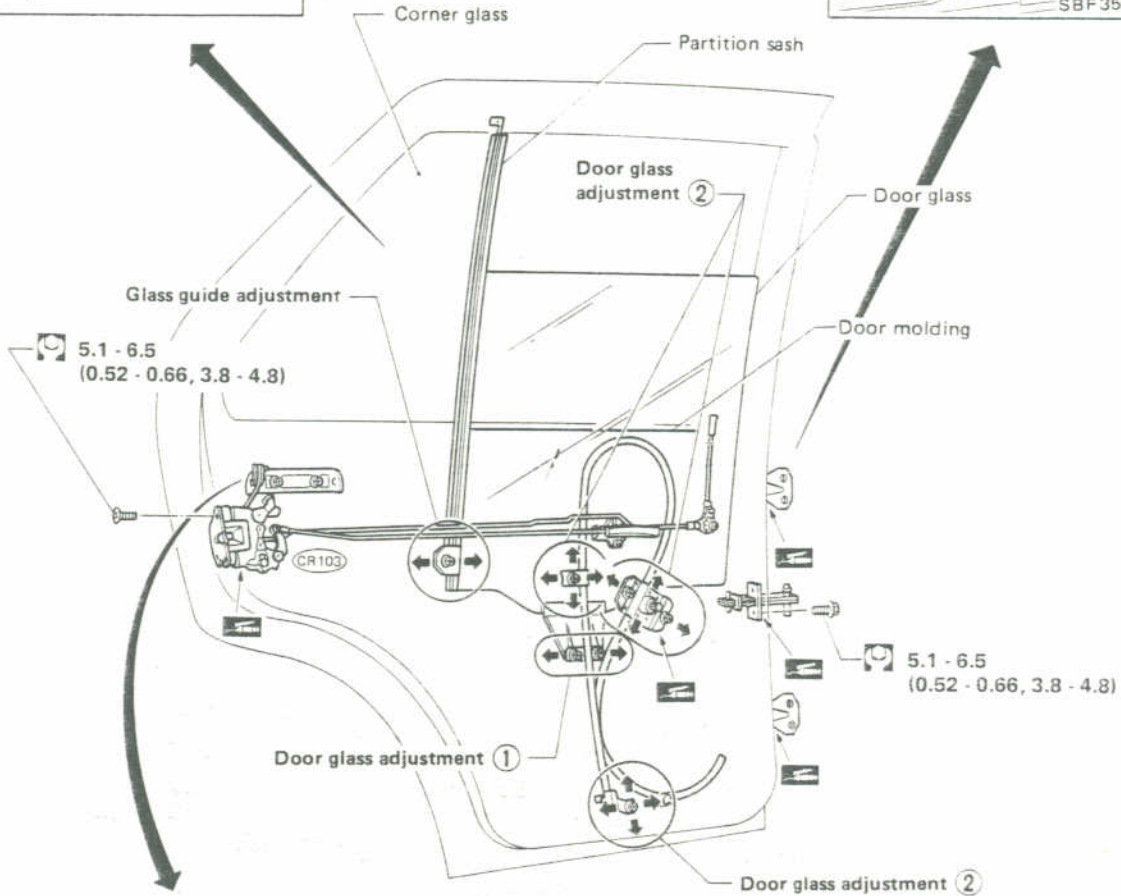 SBF35
Corner glass
Partition sash
Door glass
adjustment ②
Door glass
Glass guide adjustment
Door molding
5.1 - 6.5
(0.52 - 0.66, 3.8 - 4.8)
CR103
5.1 - 6.5
(0.52 - 0.66, 3.8 - 4.8)
Door glass adjustment ①
Door glass adjustment ②